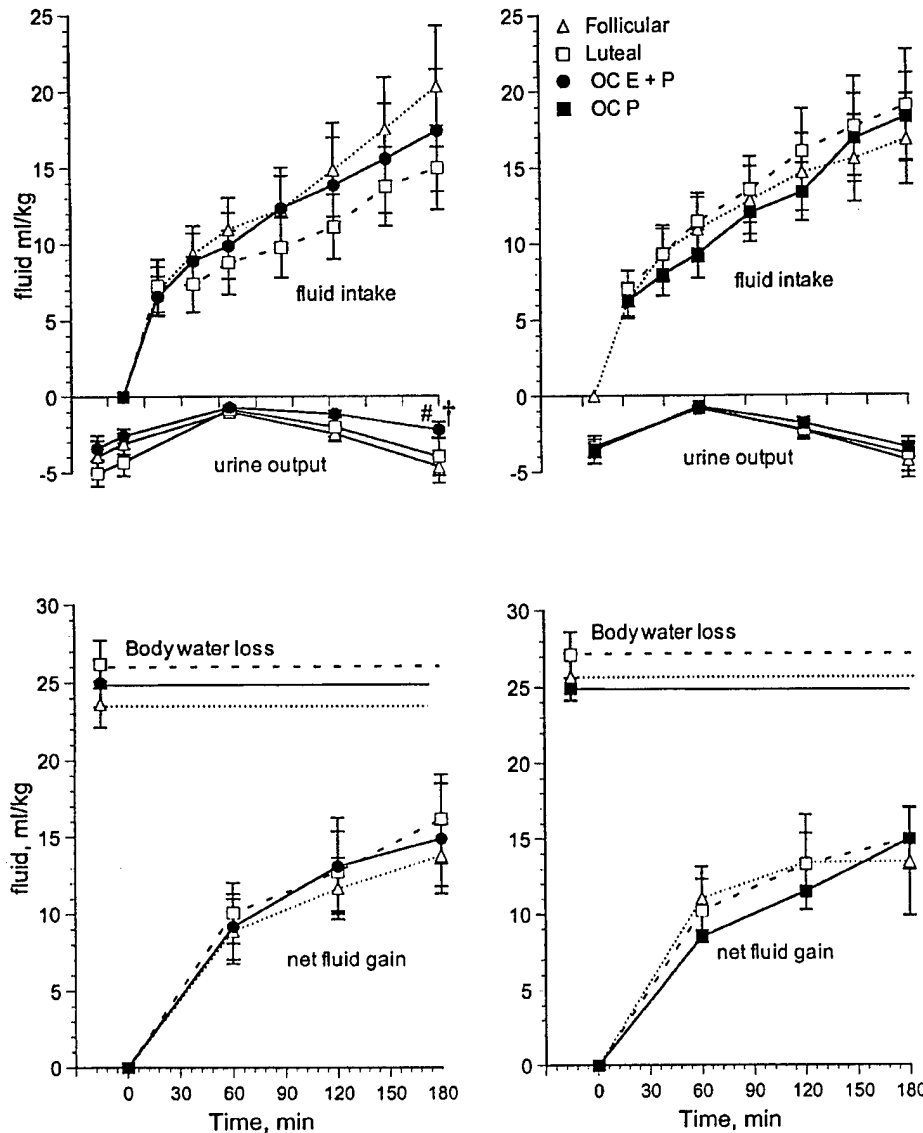 25
20
15
10
5
0
-5
fluid ml/kg
fluid intake
urine output
# †
25
20
15
10
5
0
-5
Follicular
Luteal
OC E + P
OC P
fluid ml/kg
fluid intake
urine output
30
25
20
15
10
5
0
fluid, ml/kg
Body water loss
net fluid gain
0 30 60 90 120 150 180
Time, min
30
25
20
15
10
5
0
Body water loss
net fluid gain
0 30 60 90 120 150 180
Time, min